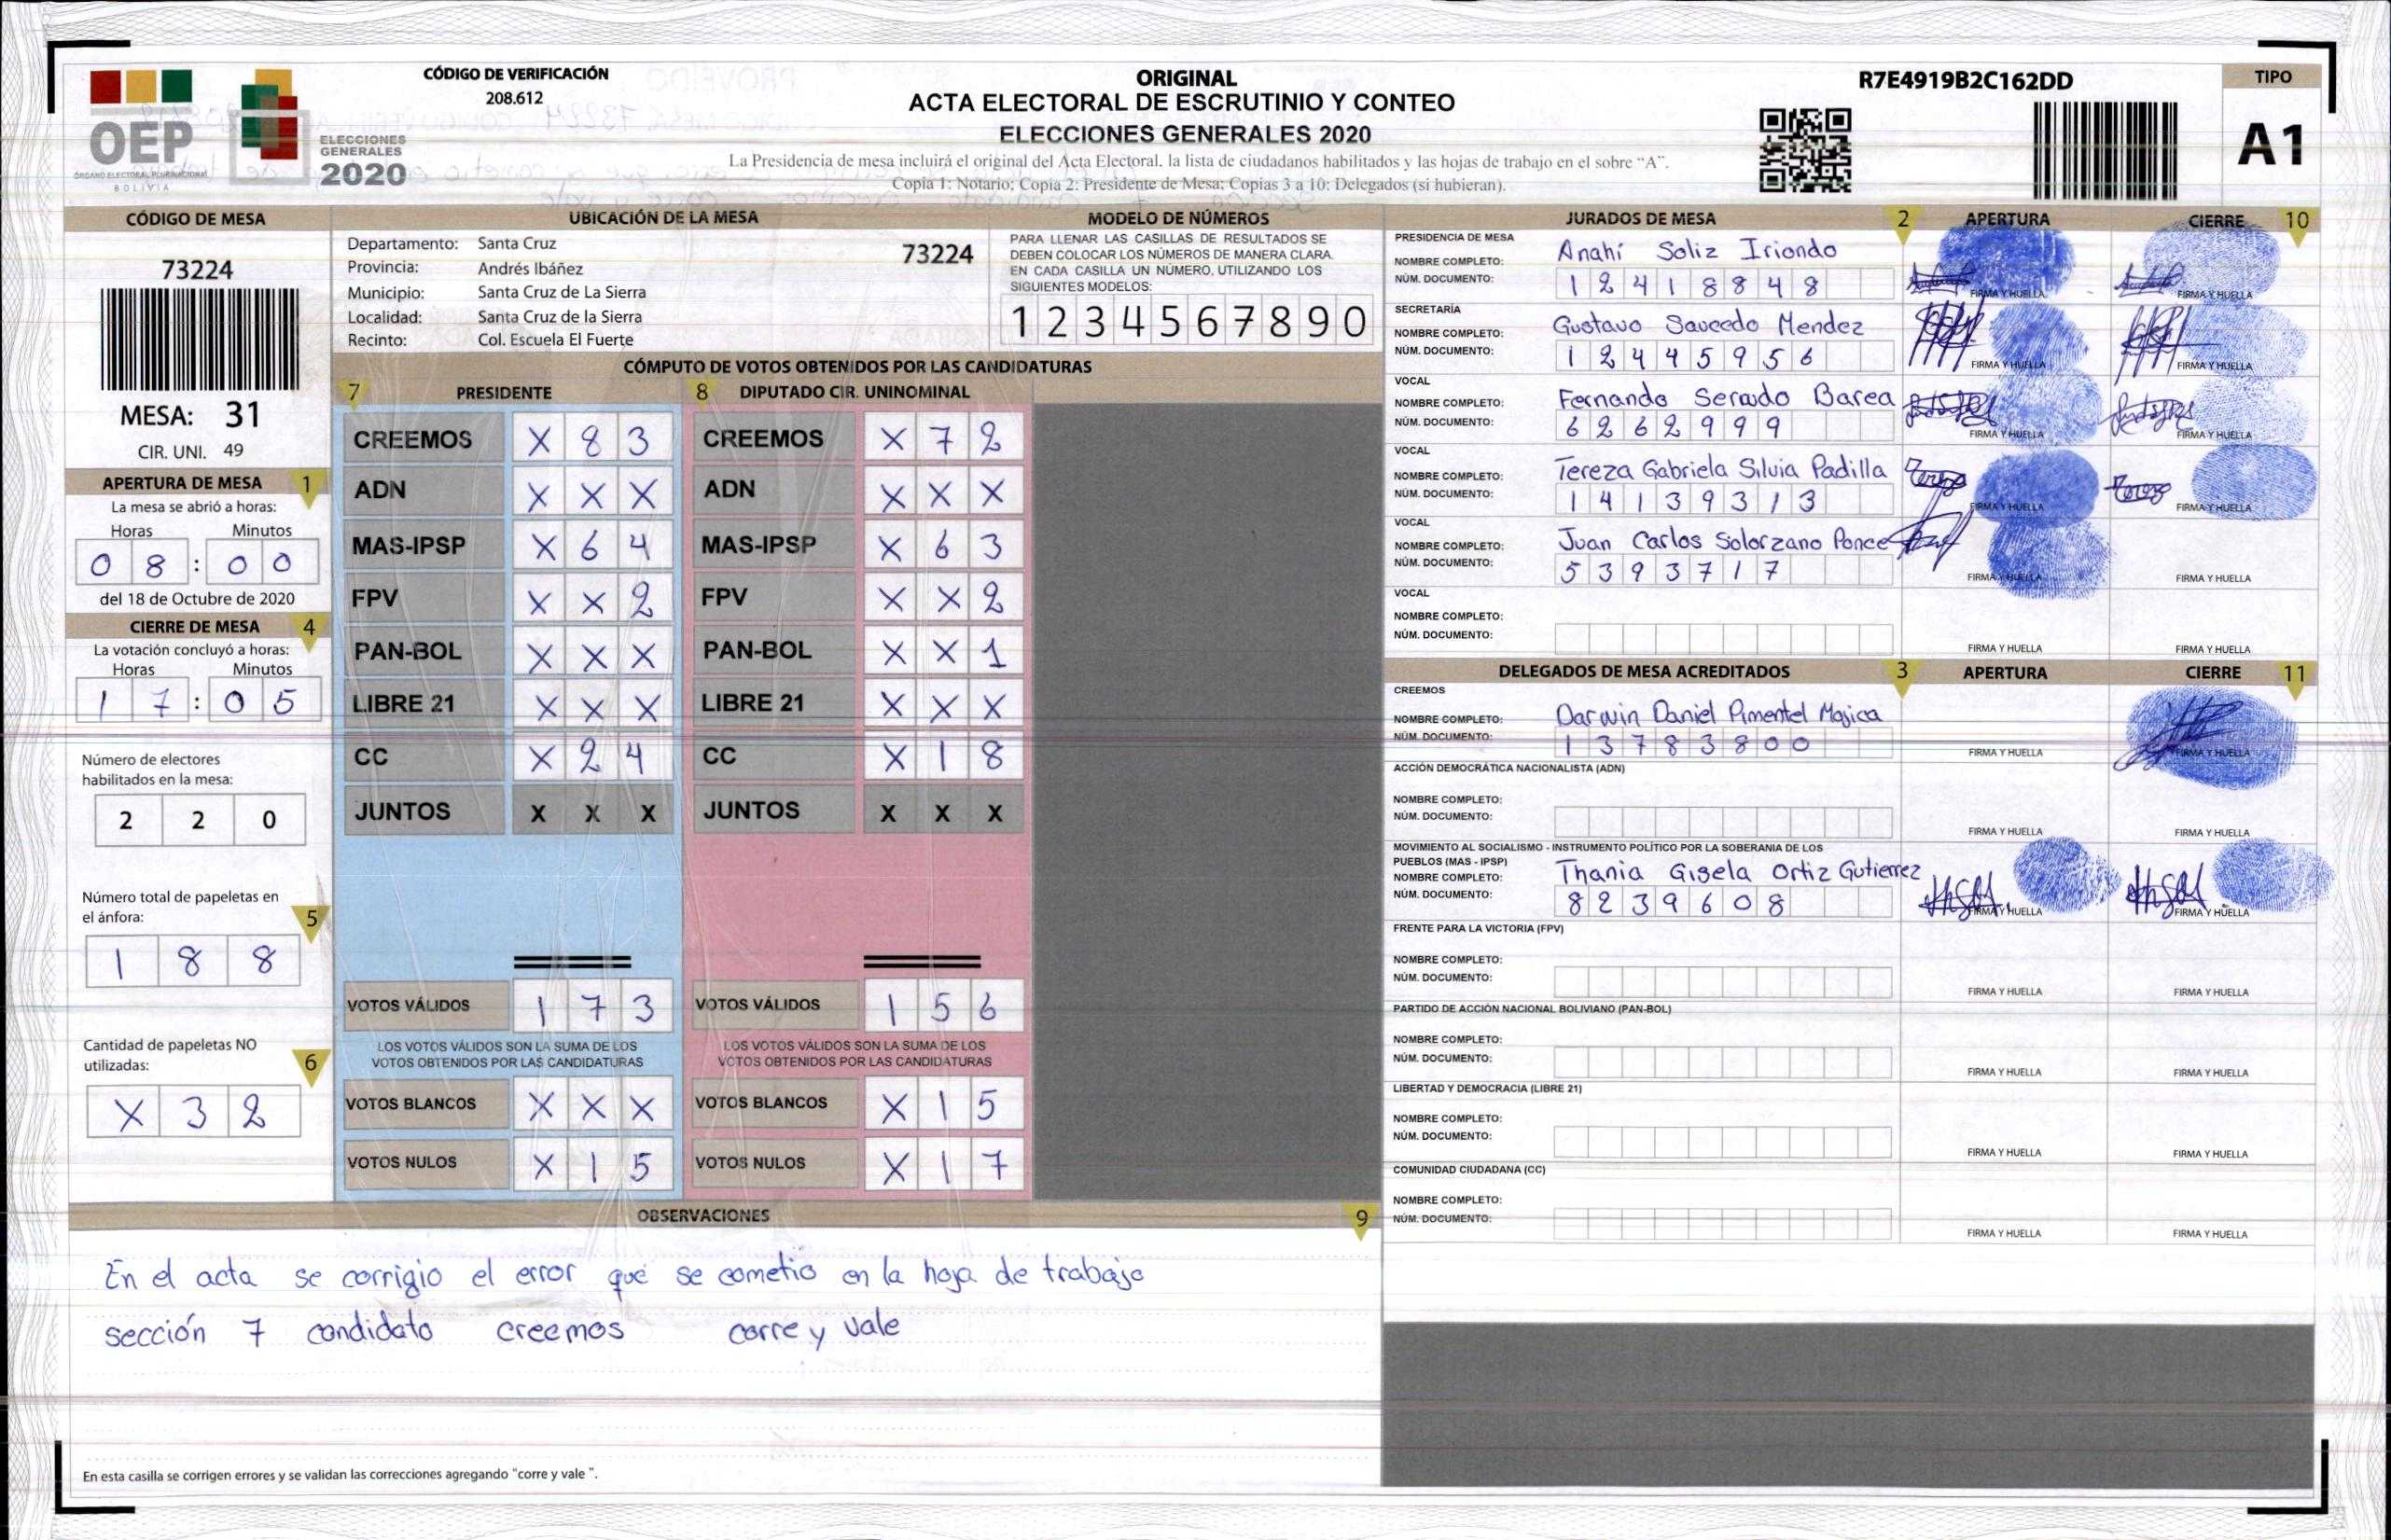 CÓDIGO DE VERIFICACIÓN
208.612
OEP
ÓRGANO ELECTORAL PLURINACIONAL
BOLIVIA
ELECCIONES
GENERALES
2020
ORIGINAL
ACTA ELECTORAL DE ESCRUTINIO Y CONTEO
ELECCIONES GENERALES 2020
La Presidencia de mesa incluirá el original del Acta Electoral. la lista de ciudadanos habilitados y las hojas de trabajo en el sobre “A”.
Copia 1: Notario; Copia 2: Presidente de Mesa; Copias 3 a 10: Delegados (si hubieran).
R7E4919B2C162DD
TIPO
A1
CÓDIGO DE MESA
73224
MESA: 31
CIR. UNI. 49
APERTURA DE MESA 1
La mesa se abrió a horas:
Horas Minutos
0 8 : 0 0
del 18 de Octubre de 2020
CIERRE DE MESA 4
La votación concluyó a horas:
Horas Minutos
1 7 : 0 5
Número de electores
habilitados en la mesa:
2 2 0
Número total de papeletas en
el ánfora: 5
1 8 8
Cantidad de papeletas NO
utilizadas: 6
X 3 2
UBICACIÓN DE LA MESA
Departamento: Santa Cruz 73224
Provincia: Andrés Ibáñez
Municipio: Santa Cruz de La Sierra
Localidad: Santa Cruz de la Sierra
Recinto: Col. Escuela El Fuerte
MODELO DE NÚMEROS
PARA LLENAR LAS CASILLAS DE RESULTADOS SE
DEBEN COLOCAR LOS NÚMEROS DE MANERA CLARA.
EN CADA CASILLA UN NÚMERO, UTILIZANDO LOS
SIGUIENTES MODELOS:
1 2 3 4 5 6 7 8 9 0
CÓMPUTO DE VOTOS OBTENIDOS POR LAS CANDIDATURAS
7 PRESIDENTE 8 DIPUTADO CIR. UNINOMINAL
CREEMOS X 8 3 CREEMOS X 7 2
ADN X X X ADN X X X
MAS-IPSP X 6 4 MAS-IPSP X 6 3
FPV X X 2 FPV X X 2
PAN-BOL X X X PAN-BOL X X 1
LIBRE 21 X X X LIBRE 21 X X X
CC X 2 4 CC X 1 8
JUNTOS X X X JUNTOS X X X
VOTOS VÁLIDOS 1 7 3 VOTOS VÁLIDOS 1 5 6
LOS VOTOS VÁLIDOS SON LA SUMA DE LOS LOS VOTOS VÁLIDOS SON LA SUMA DE LOS
VOTOS OBTENIDOS POR LAS CANDIDATURAS VOTOS OBTENIDOS POR LAS CANDIDATURAS
VOTOS BLANCOS X X X VOTOS BLANCOS X 1 5
VOTOS NULOS X 1 5 VOTOS NULOS X 1 7
OBSERVACIONES 9
En el acta se corrigio el error que se cometio en la hoja de trabajo
sección 7 candidato creemos corre y vale
En esta casilla se corrigen errores y se validan las correcciones agregando “corre y vale ”.
JURADOS DE MESA 2 APERTURA CIERRE 10
PRESIDENCIA DE MESA
NOMBRE COMPLETO: Anahí Soliz Iriondo
NÚM. DOCUMENTO: 1 2 4 1 8 8 4 8
FIRMA Y HUELLA FIRMA Y HUELLA
SECRETARÍA
NOMBRE COMPLETO: Gustavo Saucedo Mendez
NÚM. DOCUMENTO: 1 2 4 4 5 9 5 6
FIRMA Y HUELLA FIRMA Y HUELLA
VOCAL
NOMBRE COMPLETO: Fernando Serrado Barea
NÚM. DOCUMENTO: 6 2 6 2 9 9 9
FIRMA Y HUELLA FIRMA Y HUELLA
VOCAL
NOMBRE COMPLETO: Tereza Gabriela Silvia Padilla
NÚM. DOCUMENTO: 1 4 1 3 9 3 1 3
FIRMA Y HUELLA FIRMA Y HUELLA
VOCAL
NOMBRE COMPLETO: Juan Carlos Solorzano Ponce
NÚM. DOCUMENTO: 5 3 9 3 7 1 7
FIRMA Y HUELLA FIRMA Y HUELLA
VOCAL
NOMBRE COMPLETO:
NÚM. DOCUMENTO:
FIRMA Y HUELLA FIRMA Y HUELLA
DELEGADOS DE MESA ACREDITADOS 3 APERTURA CIERRE 11
CREEMOS
NOMBRE COMPLETO: Darwin Daniel Pimentel Mojica
NÚM. DOCUMENTO: 1 3 7 8 3 8 0 0
FIRMA Y HUELLA FIRMA Y HUELLA
ACCIÓN DEMOCRÁTICA NACIONALISTA (ADN)
NOMBRE COMPLETO:
NÚM. DOCUMENTO:
FIRMA Y HUELLA FIRMA Y HUELLA
MOVIMIENTO AL SOCIALISMO - INSTRUMENTO POLÍTICO POR LA SOBERANIA DE LOS
PUEBLOS (MAS - IPSP)
NOMBRE COMPLETO: Thania Gisela Ortiz Gutierrez
NÚM. DOCUMENTO: 8 2 3 9 6 0 8
FIRMA Y HUELLA FIRMA Y HUELLA
FRENTE PARA LA VICTORIA (FPV)
NOMBRE COMPLETO:
NÚM. DOCUMENTO:
FIRMA Y HUELLA FIRMA Y HUELLA
PARTIDO DE ACCIÓN NACIONAL BOLIVIANO (PAN-BOL)
NOMBRE COMPLETO:
NÚM. DOCUMENTO:
FIRMA Y HUELLA FIRMA Y HUELLA
LIBERTAD Y DEMOCRACIA (LIBRE 21)
NOMBRE COMPLETO:
NÚM. DOCUMENTO:
FIRMA Y HUELLA FIRMA Y HUELLA
COMUNIDAD CIUDADANA (CC)
NOMBRE COMPLETO:
NÚM. DOCUMENTO:
FIRMA Y HUELLA FIRMA Y HUELLA